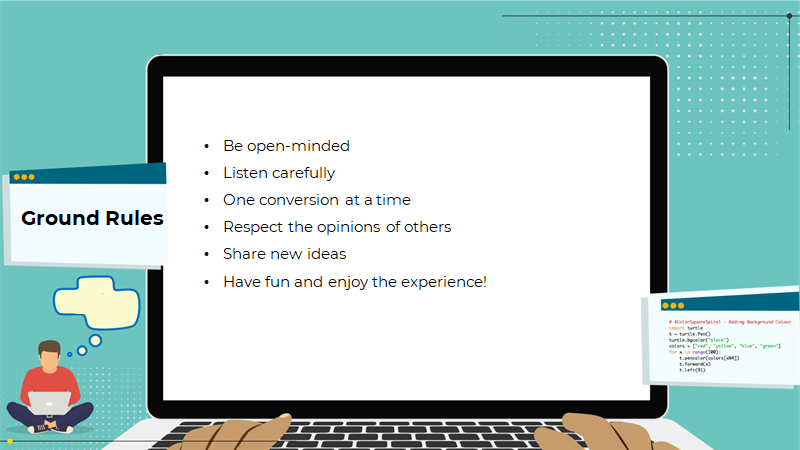 Ground Rules
• Be open-minded
• Listen carefully
• One conversion at a time
• Respect the opinions of others
• Share new ideas
• Have fun and enjoy the experience!
# 4ColorSquareSpiral - Adding Background Colour
import turtle
t = turtle.Pen()
turtle.bgcolor("black")
colors = ["red", "yellow", "blue", "green"]
for x in range(100):
t.pencolor(colors[x%4])
t.forward(x)
t.left(91)